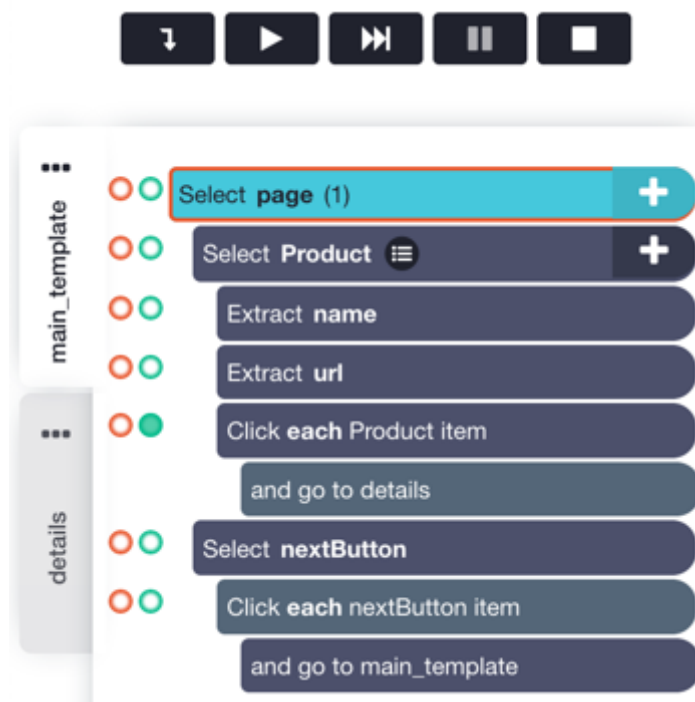 main_template
details
Select page (1)
Select Product
Extract name
Extract url
Click each Product item
and go to details
Select nextButton
Click each nextButton item
and go to main_template